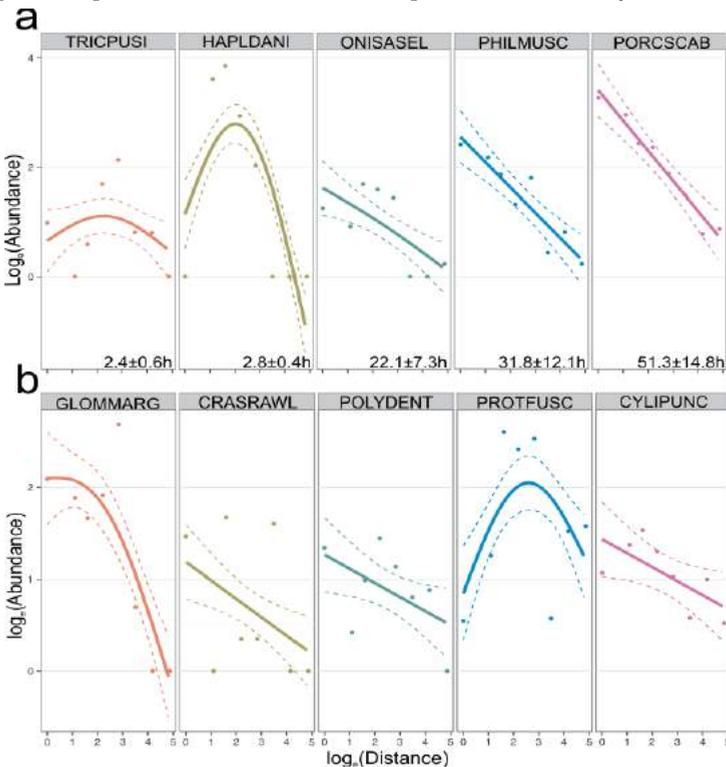 a
TRICPUSI HAPLDANI ONISASEL PHILMUSC PORCSCAB
4
2
0
Logₑ(Abundance)
2.4±0.6h 2.8±0.4h 22.1±7.3h 31.8±12.1h 51.3±14.8h
b
GLOMMARG CRASRAWL POLYDENT PROTFUSC CYLIPUNC
2
1
0
logₑ(Abundance)
0 1 2 3 4 5 0 1 2 3 4 5 0 1 2 3 4 5 0 1 2 3 4 5 0 1 2 3 4 5
logₑ(Distance)